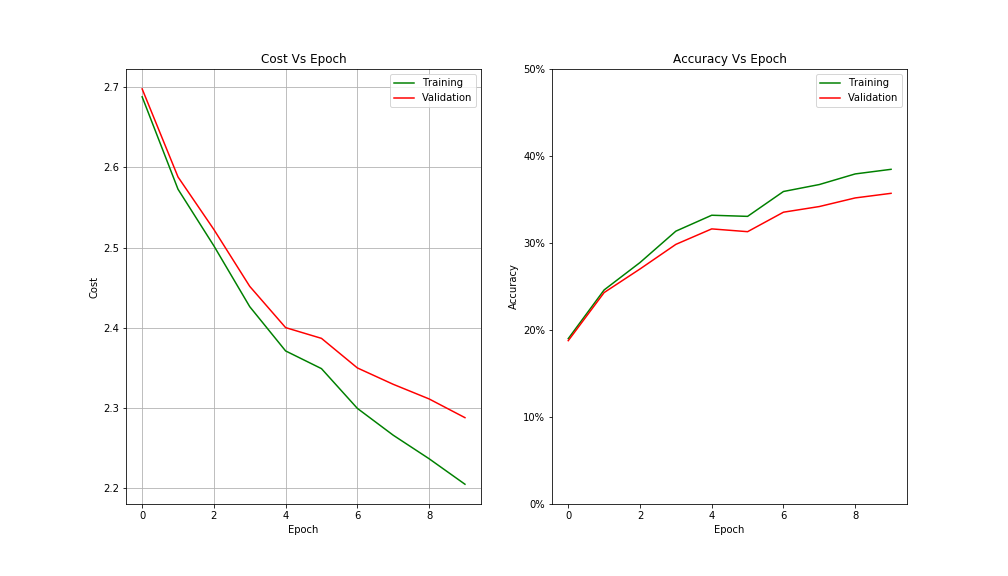 Cost Vs Epoch
Training
Validation
2.7
2.6
2.5
2.4
2.3
2.2
Cost
0 2 4 6 8
Epoch
Accuracy Vs Epoch
Training
Validation
50%
40%
30%
20%
10%
0%
Accuracy
0 2 4 6 8
Epoch